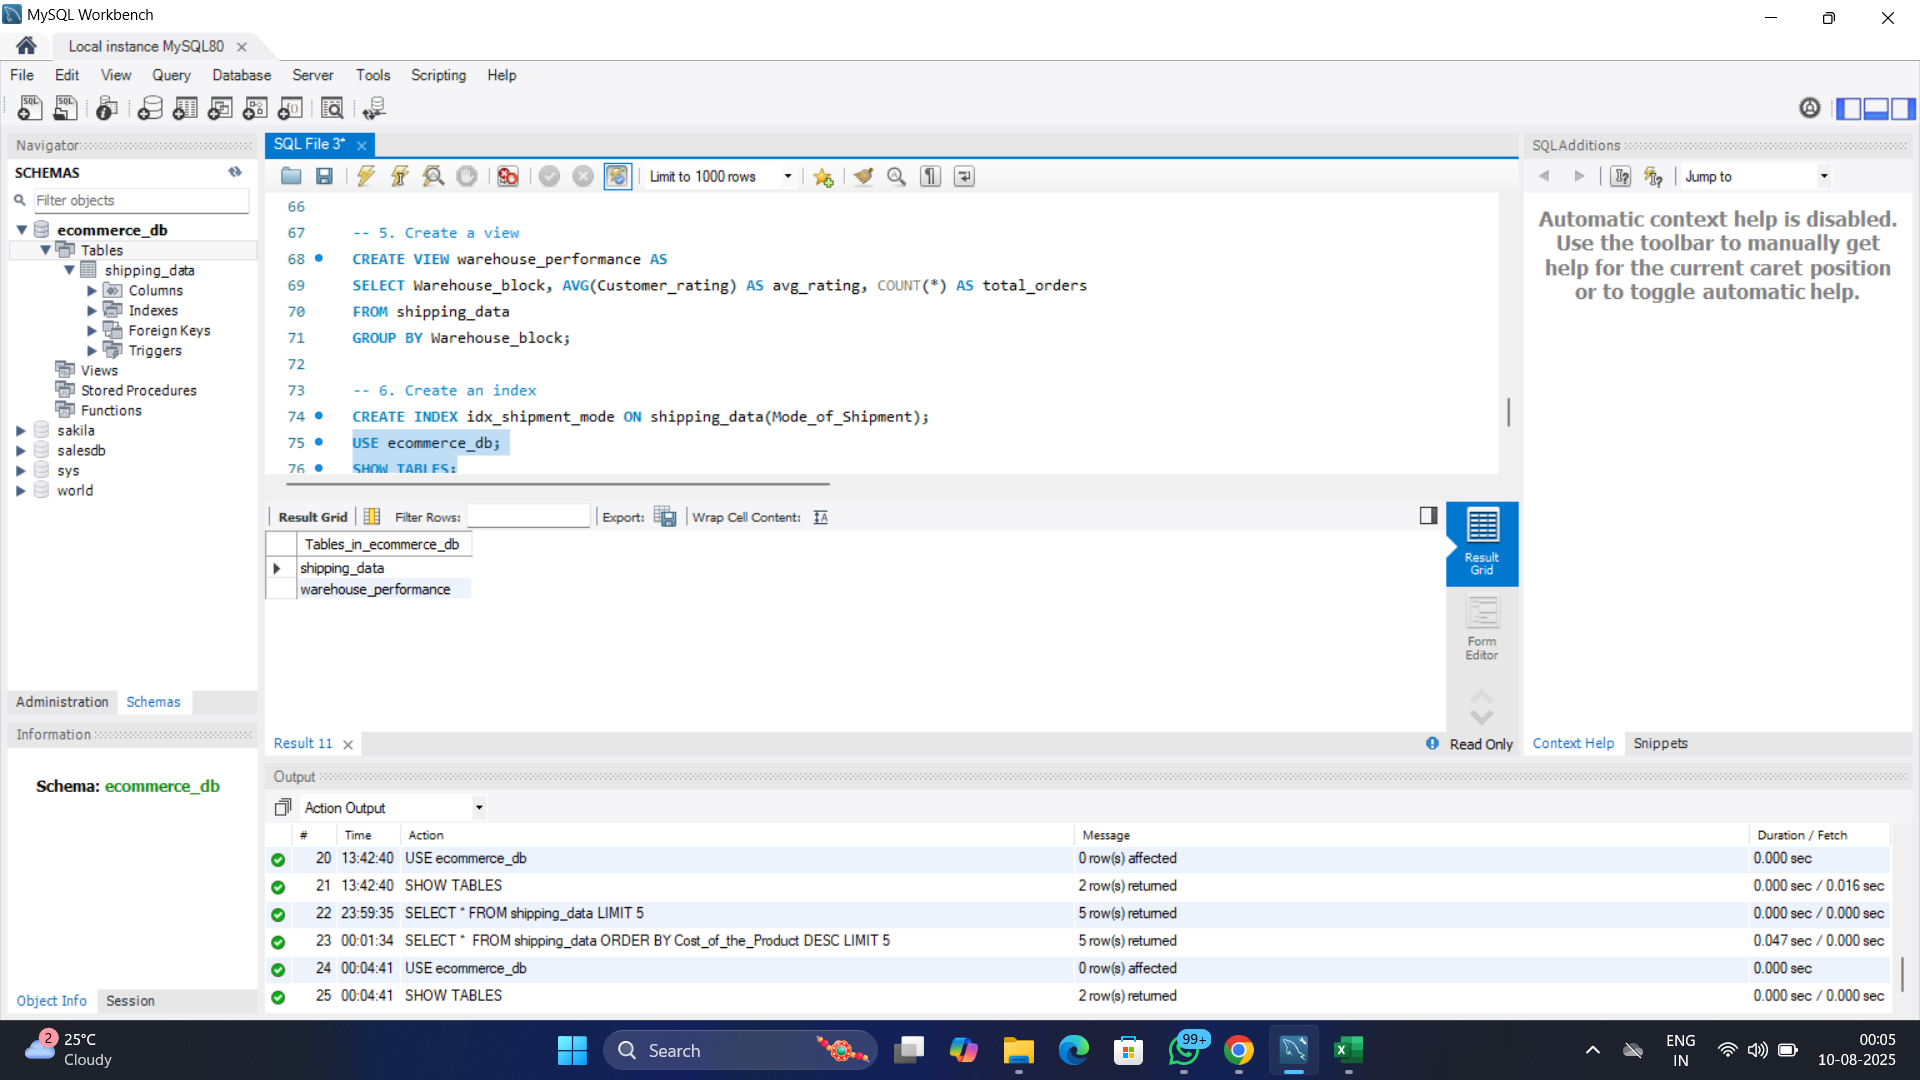 MySQL Workbench
Local instance MySQL80
File Edit View Query Database Server Tools Scripting Help
Navigator
SCHEMAS
Filter objects
ecommerce_db
Tables
shipping_data
Columns
Indexes
Foreign Keys
Triggers
Views
Stored Procedures
Functions
sakila
salesdb
sys
world
Administration Schemas
Information
Schema: ecommerce_db
Object Info Session
SQL File 3*
Limit to 1000 rows
66
67 -- 5. Create a view
68 CREATE VIEW warehouse_performance AS
69 SELECT Warehouse_block, AVG(Customer_rating) AS avg_rating, COUNT(*) AS total_orders
70 FROM shipping_data
71 GROUP BY Warehouse_block;
72
73 -- 6. Create an index
74 CREATE INDEX idx_shipment_mode ON shipping_data(Mode_of_Shipment);
75 USE ecommerce_db;
76 SHOW TABLES;
Result Grid Filter Rows: Export: Wrap Cell Content:
Tables_in_ecommerce_db
shipping_data
warehouse_performance
Result Grid
Form Editor
Result 11
Read Only
SQLAdditions
Jump to
Automatic context help is disabled.
Use the toolbar to manually get
help for the current caret position
or to toggle automatic help.
Context Help Snippets
Output
Action Output
# Time Action Message Duration / Fetch
20 13:42:40 USE ecommerce_db 0 row(s) affected 0.000 sec
21 13:42:40 SHOW TABLES 2 row(s) returned 0.000 sec / 0.016 sec
22 23:59:35 SELECT * FROM shipping_data LIMIT 5 5 row(s) returned 0.000 sec / 0.000 sec
23 00:01:34 SELECT * FROM shipping_data ORDER BY Cost_of_the_Product DESC LIMIT 5 5 row(s) returned 0.047 sec / 0.000 sec
24 00:04:41 USE ecommerce_db 0 row(s) affected 0.000 sec
25 00:04:41 SHOW TABLES 2 row(s) returned 0.000 sec / 0.000 sec
2
25°C
Cloudy
Search
99+
ENG
IN
00:05
10-08-2025